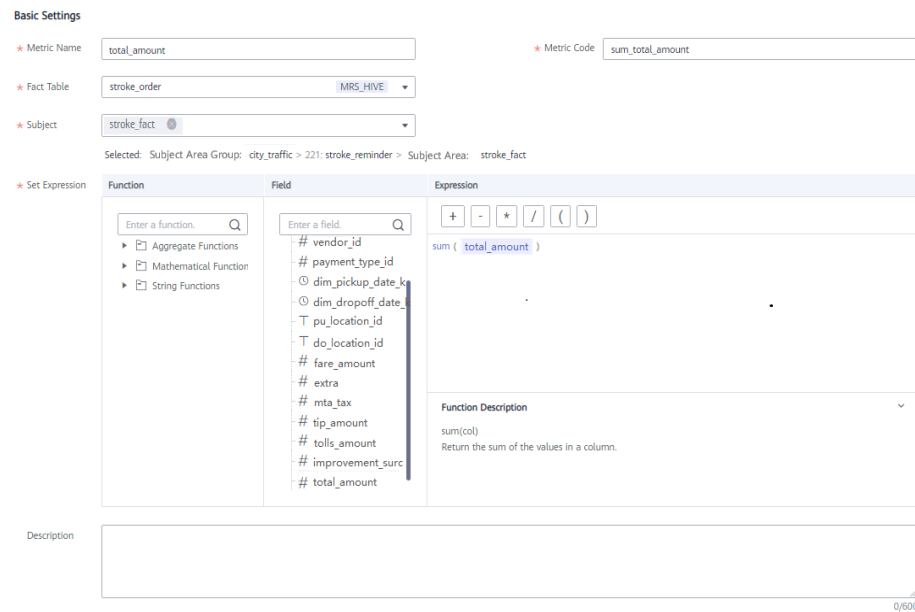 Basic Settings
* Metric Name total_amount * Metric Code sum_total_amount
* Fact Table stroke_order MRS_HIVE
* Subject stroke_fact
Selected: Subject Area Group: city_traffic > 221: stroke_reminder > Subject Area: stroke_fact
* Set Expression Function Field Expression
Enter a function. Enter a field. + - * / ( )
Aggregate Functions
Mathematical Function
String Functions
# vendor_id
# payment_type_id
dim_pickup_date_k
dim_dropoff_date_k
T pu_location_id
T do_location_id
# fare_amount
# extra
# mta_tax
# tip_amount
# tolls_amount
# improvement_surc
# total_amount
sum ( total_amount )
Function Description
sum(col)
Return the sum of the values in a column.
Description
0/600